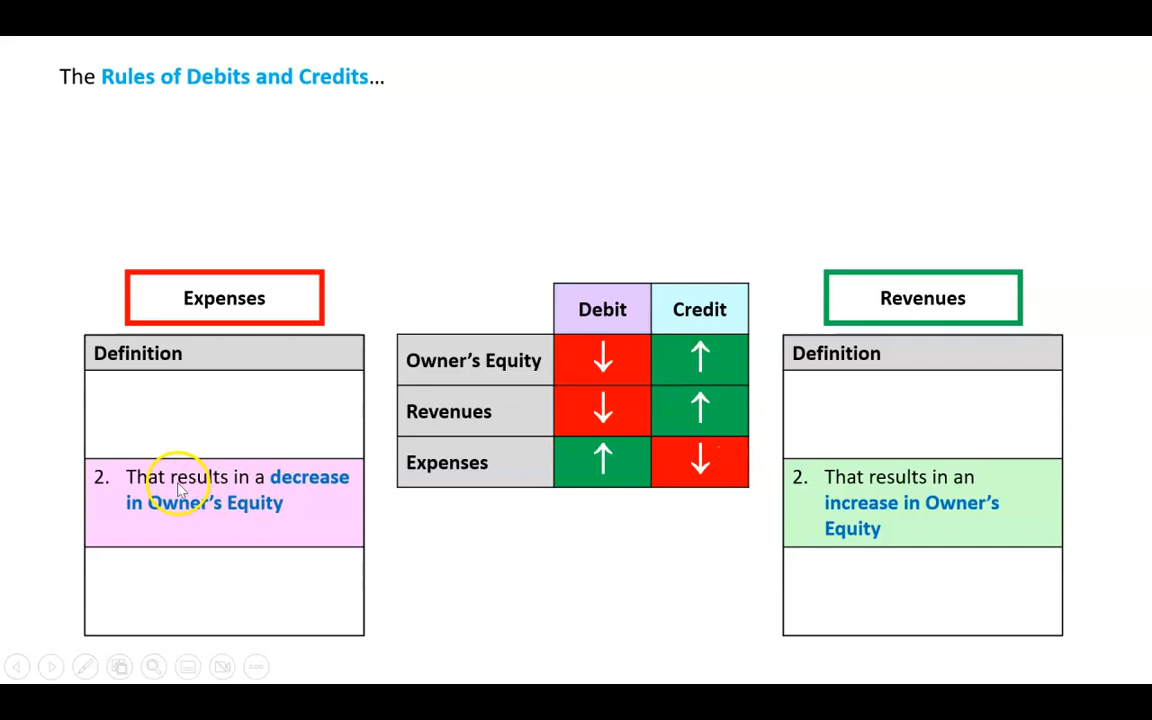 The Rules of Debits and Credits...
Expenses
Definition
2. That results in a decrease
in Owner's Equity
Debit Credit
Owner's Equity ↓ ↑
Revenues ↓ ↑
Expenses ↑ ↓
Revenues
Definition
2. That results in an
increase in Owner's
Equity